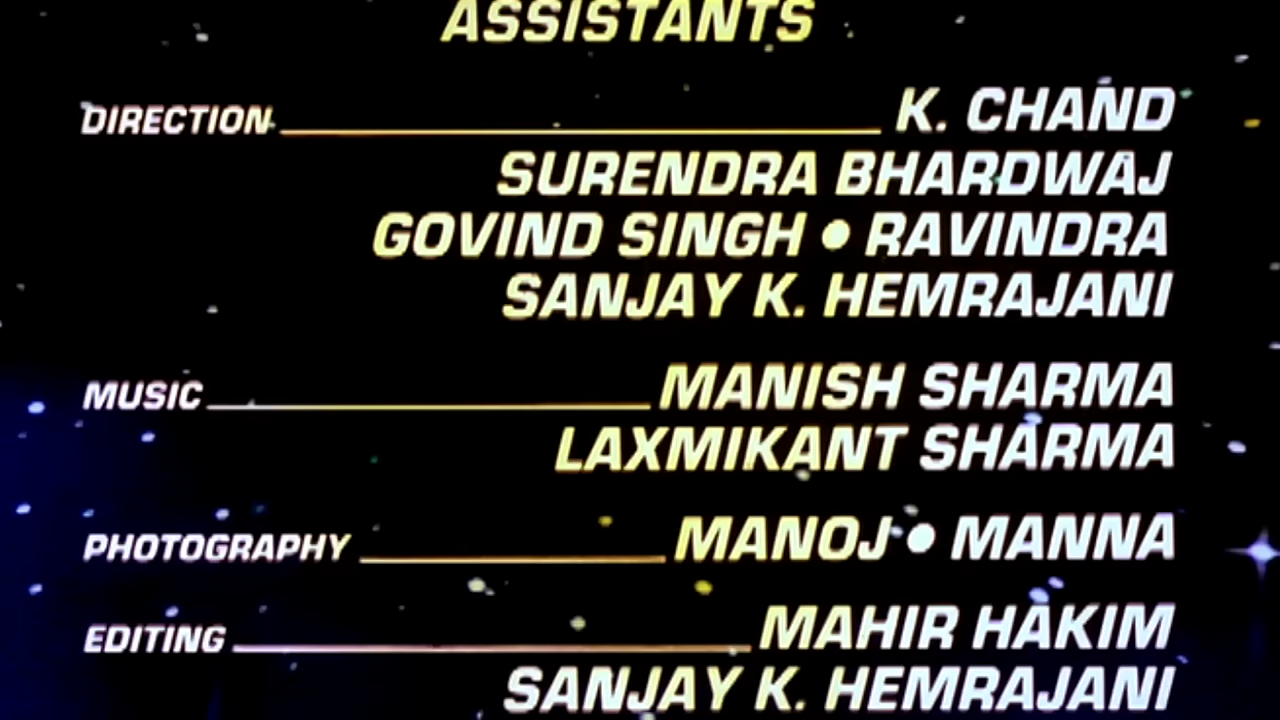 ASSISTANTS
DIRECTION K. CHAND
SURENDRA BHARDWAJ
GOVIND SINGH • RAVINDRA
SANJAY K. HEMRAJANI
MUSIC MANISH SHARMA
LAXMIKANT SHARMA
PHOTOGRAPHY MANOJ • MANNA
EDITING MAHIR HAKIM
SANJAY K. HEMRAJANI